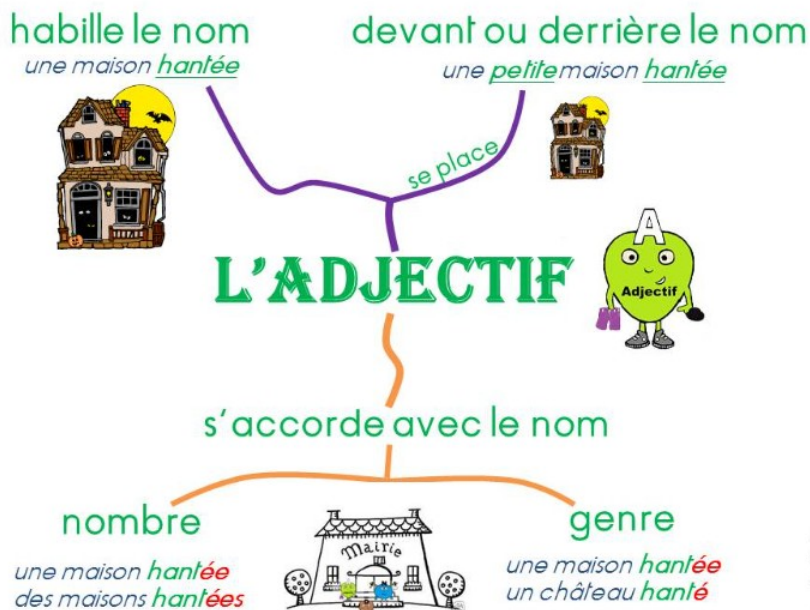 habille le nom
une maison hantée
devant ou derrière le nom
une petite maison hantée
se place
L'ADJECTIF
A
Adjectif
s'accorde avec le nom
nombre
une maison hantée
des maisons hantées
Mairie
genre
une maison hantée
un château hanté